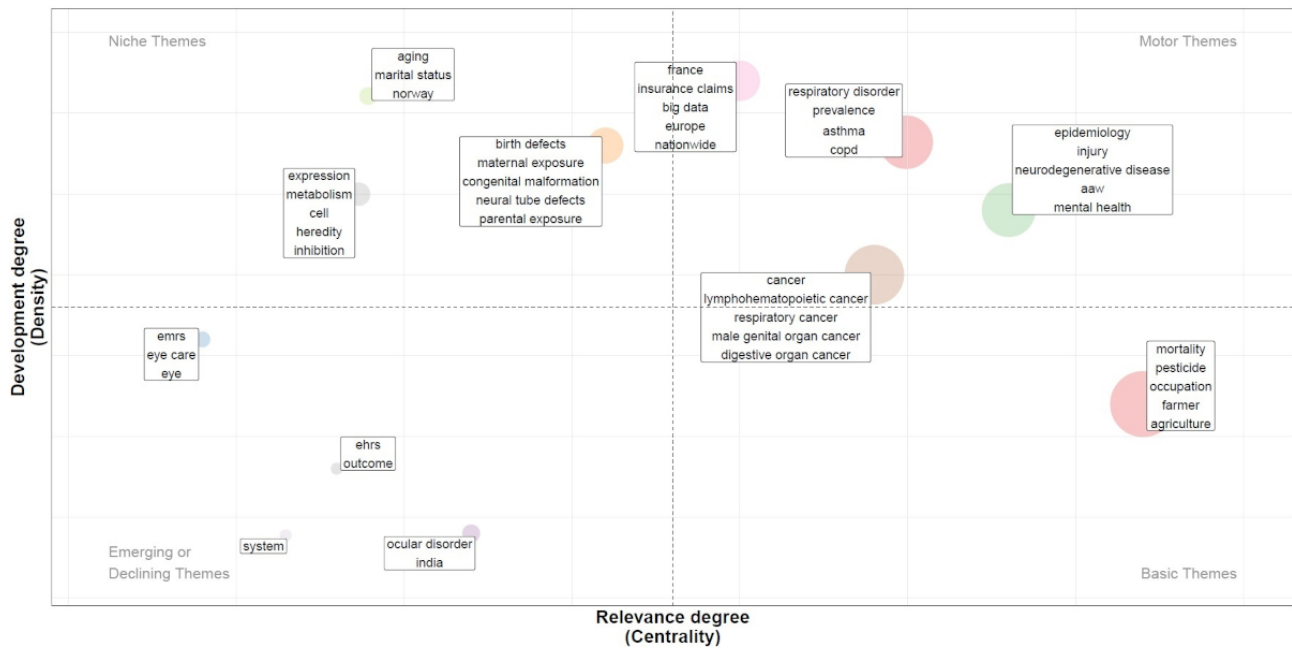 Niche Themes
Motor Themes
aging
marital status
norway
france
insurance claims
big data
europe
nationwide
respiratory disorder
prevalence
asthma
copd
epidemiology
injury
neurodegenerative disease
aaw
mental health
birth defects
maternal exposure
congenital malformation
neural tube defects
parental exposure
expression
metabolism
cell
heredity
inhibition
cancer
lymphohematopoietic cancer
respiratory cancer
male genital organ cancer
digestive organ cancer
emrs
eye care
eye
mortality
pesticide
occupation
farmer
agriculture
ehrs
outcome
system
ocular disorder
india
Emerging or
Declining Themes
Basic Themes
Development degree
(Density)
Relevance degree
(Centrality)